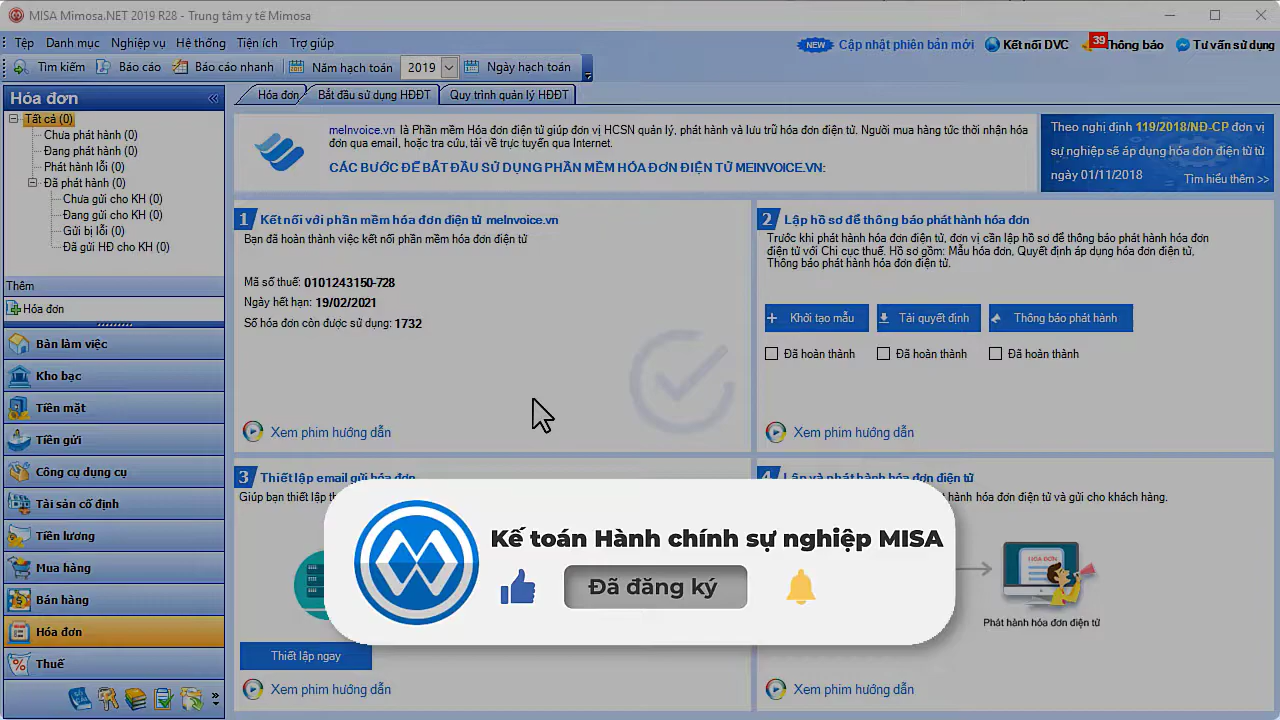 MISA Mimosa.NET 2019 R28 - Trung tâm y tế Mimosa
Tệp Danh mục Nghiệp vụ Hệ thống Tiện ích Trợ giúp
NEW Cập nhật phiên bản mới Kết nối DVC 39 Thông báo Tư vấn sử dụng
Tìm kiếm Báo cáo Báo cáo nhanh Năm hạch toán 2019 Ngày hạch toán
Hóa đơn
Tất cả (0)
Chưa phát hành (0)
Đang phát hành (0)
Phát hành lỗi (0)
Đã phát hành (0)
Chưa gửi cho KH (0)
Đang gửi cho KH (0)
Gửi bị lỗi (0)
Đã gửi HĐ cho KH (0)
Thêm
Hóa đơn
Bàn làm việc
Kho bạc
Tiền mặt
Tiền gửi
Công cụ dụng cụ
Tài sản cố định
Tiền lương
Mua hàng
Bán hàng
Hóa đơn
Thuế
Hóa đơn Bắt đầu sử dụng HĐĐT Quy trình quản lý HĐĐT
meInvoice.vn là Phần mềm Hóa đơn điện tử giúp đơn vị HCSN quản lý, phát hành và lưu trữ hóa đơn điện tử. Người mua hàng tức thời nhận hóa
đơn qua email, hoặc tra cứu, tải về trực tuyến qua Internet.
CÁC BƯỚC ĐỂ BẮT ĐẦU SỬ DỤNG PHẦN MỀM HÓA ĐƠN ĐIỆN TỬ MEINVOICE.VN:
Theo nghị định 119/2018/NĐ-CP đơn vị
sự nghiệp sẽ áp dụng hóa đơn điện tử từ
ngày 01/11/2018
Tìm hiểu thêm >>
1 Kết nối với phần mềm hóa đơn điện tử meInvoice.vn
Bạn đã hoàn thành việc kết nối phần mềm hóa đơn điện tử
Mã số thuế: 0101243150-728
Ngày hết hạn: 19/02/2021
Số hóa đơn còn được sử dụng: 1732
Xem phim hướng dẫn
2 Lập hồ sơ để thông báo phát hành hóa đơn
Trước khi phát hành hóa đơn điện tử, đơn vị cần lập hồ sơ để thông báo phát hành hóa đơn
điện tử với Chi cục thuế. Hồ sơ gồm: Mẫu hóa đơn, Quyết định áp dụng hóa đơn điện tử,
Thông báo phát hành hóa đơn điện tử.
Khởi tạo mẫu Tải quyết định Thông báo phát hành
Đã hoàn thành Đã hoàn thành Đã hoàn thành
Xem phim hướng dẫn
3 Thiết lập email gửi hóa đơn
Giúp bạn thiết lập
Thiết lập ngay
Xem phim hướng dẫn
4 Lập và phát hành hóa đơn điện tử
hành hóa đơn điện tử và gửi cho khách hàng.
HÓA ĐƠN
Phát hành hóa đơn điện tử
Xem phim hướng dẫn
Kế toán Hành chính sự nghiệp MISA
Đã đăng ký